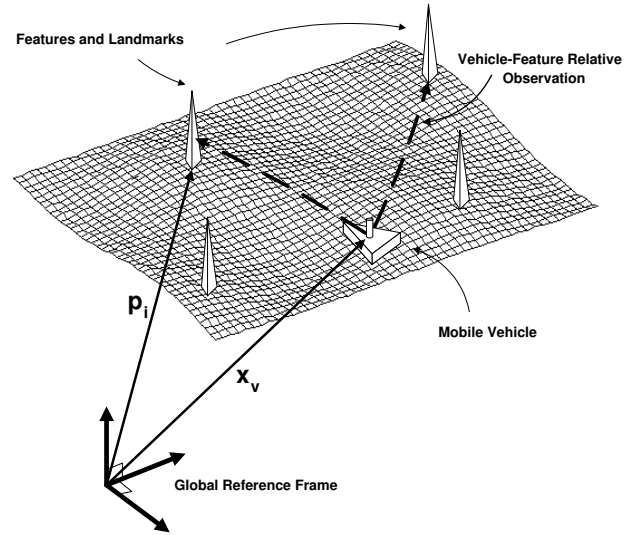 Features and Landmarks
Vehicle-Feature Relative
Observation
p i
Mobile Vehicle
x v
Global Reference Frame